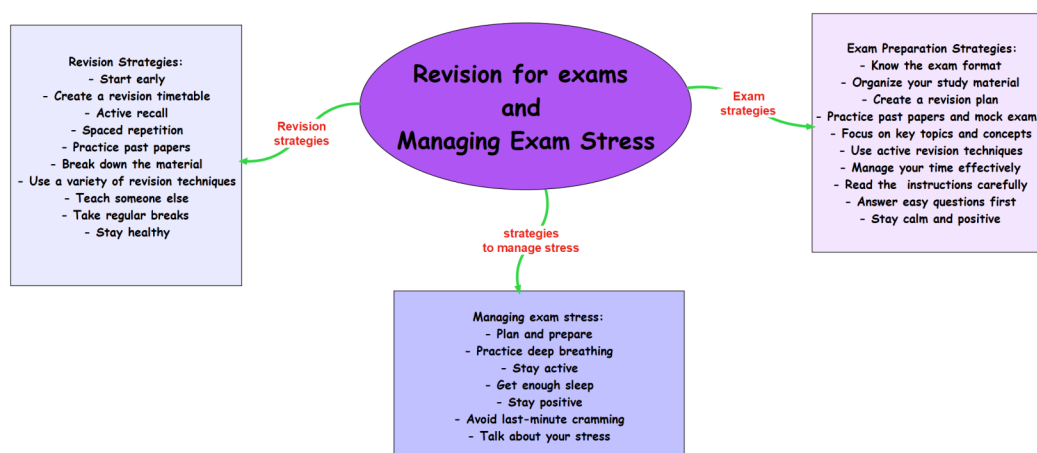 Revision for exams
and
Managing Exam Stress
Revision
strategies
Revision Strategies:
- Start early
- Create a revision timetable
- Active recall
- Spaced repetition
- Practice past papers
- Break down the material
- Use a variety of revision techniques
- Teach someone else
- Take regular breaks
- Stay healthy
strategies
to manage stress
Managing exam stress:
- Plan and prepare
- Practice deep breathing
- Stay active
- Get enough sleep
- Stay positive
- Avoid last-minute cramming
- Talk about your stress
Exam
strategies
Exam Preparation Strategies:
- Know the exam format
- Organize your study material
- Create a revision plan
- Practice past papers and mock exam
- Focus on key topics and concepts
- Use active revision techniques
- Manage your time effectively
- Read the instructions carefully
- Answer easy questions first
- Stay calm and positive